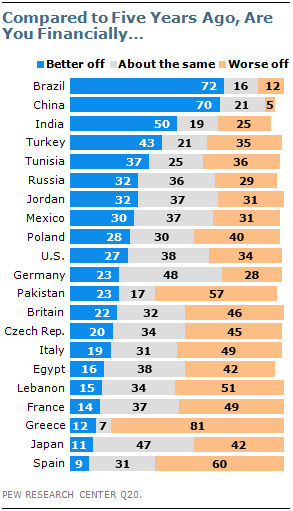 Compared to Five Years Ago, Are
You Financially...
Better off About the same Worse off
Brazil 72 16 12
China 70 21 5
India 50 19 25
Turkey 43 21 35
Tunisia 37 25 36
Russia 32 36 29
Jordan 32 37 31
Mexico 30 37 31
Poland 28 30 40
U.S. 27 38 34
Germany 23 48 28
Pakistan 23 17 57
Britain 22 32 46
Czech Rep. 20 34 45
Italy 19 31 49
Egypt 16 38 42
Lebanon 15 34 51
France 14 37 49
Greece 12 7 81
Japan 11 47 42
Spain 9 31 60
PEW RESEARCH CENTER Q20.